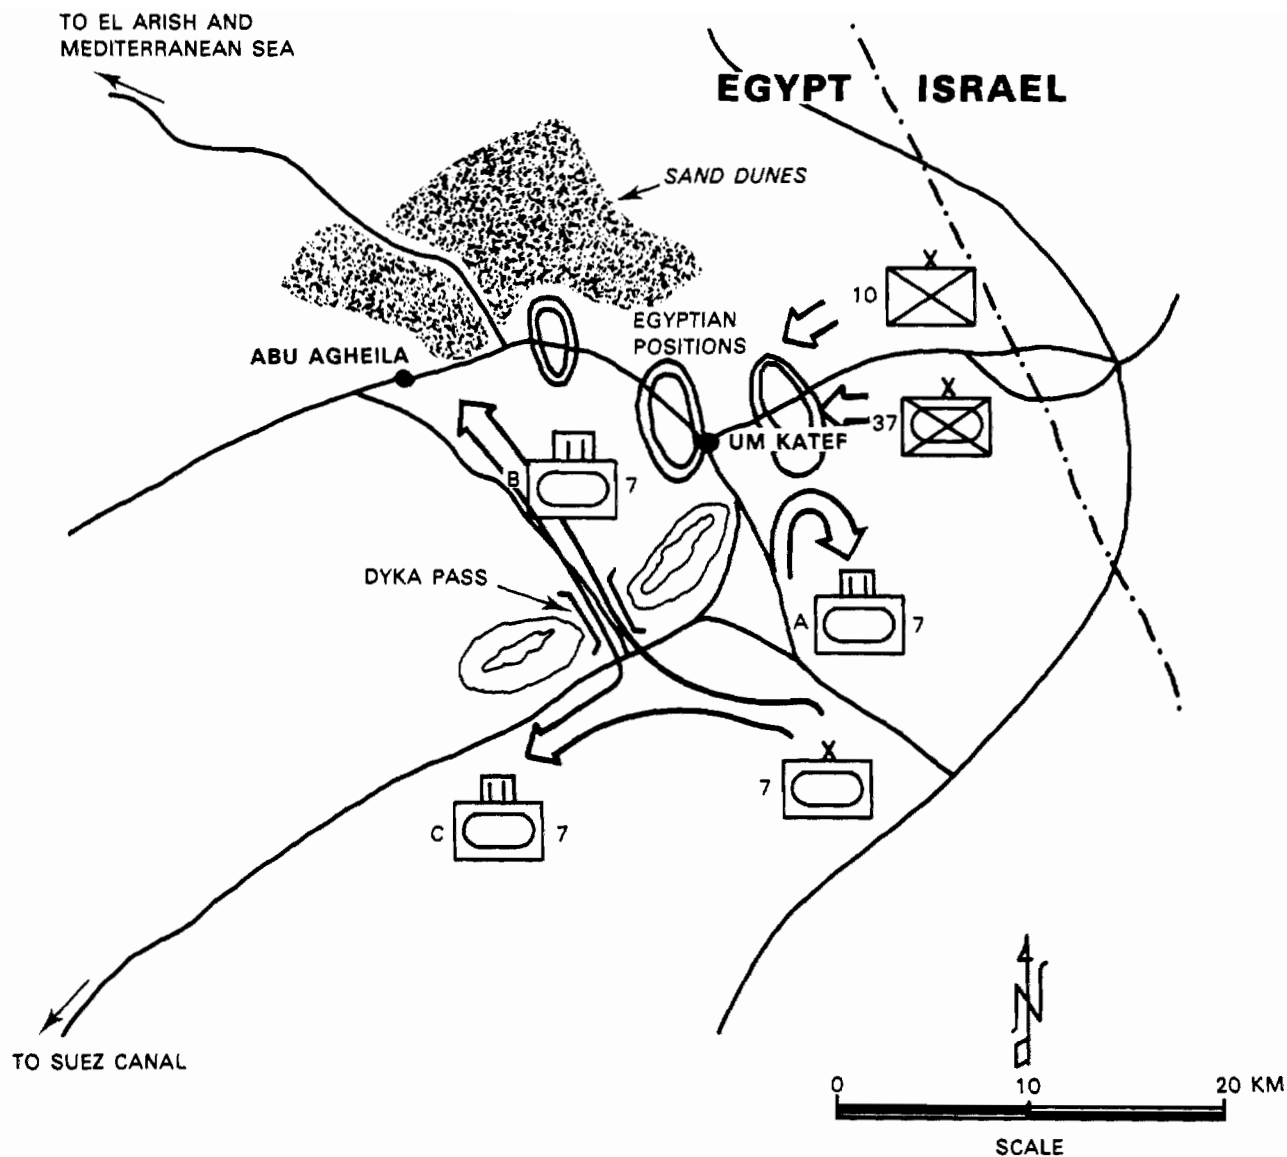 TO EL ARISH AND
MEDITERRANEAN SEA
EGYPT ISRAEL
SAND DUNES
X
10
EGYPTIAN
POSITIONS
ABU AGHEILA
X
37
UM KATEF
B 7
DYKA PASS
A 7
X
7
C 7
N
TO SUEZ CANAL
0 10 20 KM
SCALE